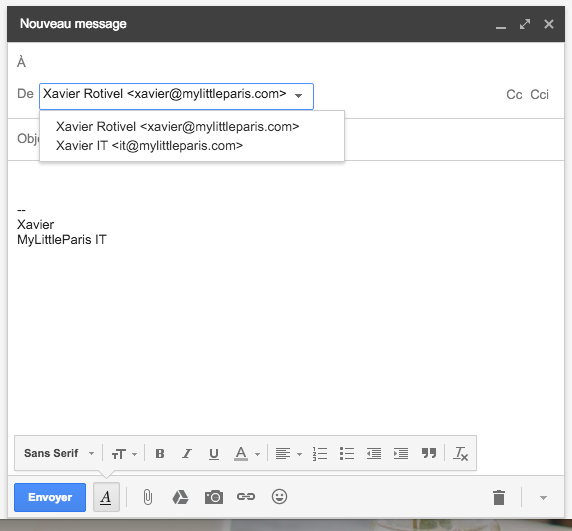 Nouveau message
À
De Xavier Rotivel <xavier@mylittleparis.com> Cc Cci
Xavier Rotivel <xavier@mylittleparis.com>
Obj
Xavier IT <it@mylittleparis.com>
--
Xavier
MyLittleParis IT
Sans Serif B I U A
Envoyer A